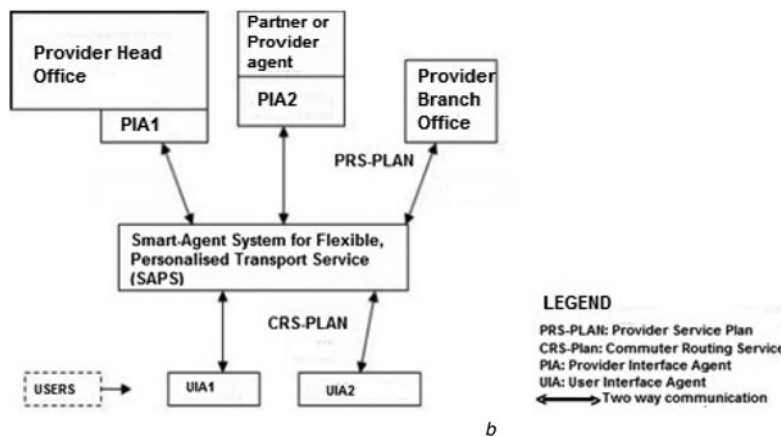 Provider Head
Office
PIA1
Partner or
Provider
agent
PIA2
Provider
Branch
Office
PRS-PLAN
Smart-Agent System for Flexible,
Personalised Transport Service
(SAPS)
CRS-PLAN
USERS
UIA1
UIA2
LEGEND
PRS-PLAN: Provider Service Plan
CRS-Plan: Commuter Routing Service
PIA: Provider Interface Agent
UIA: User Interface Agent
Two way communication
b